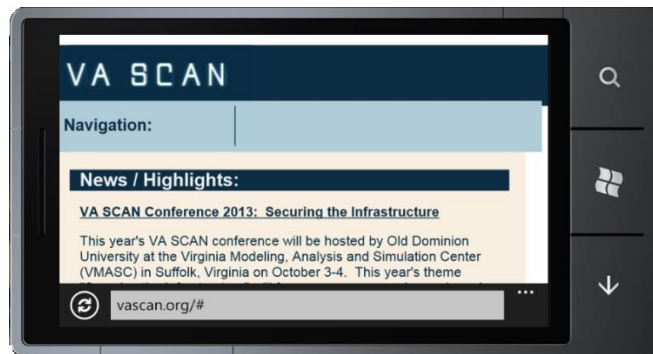 VA SCAN
Navigation:
News / Highlights:
VA SCAN Conference 2013:  Securing the Infrastructure
This year's VA SCAN conference will be hosted by Old Dominion
University at the Virginia Modeling, Analysis and Simulation Center
(VMASC) in Suffolk, Virginia on October 3-4.  This year's theme
vascan.org/#